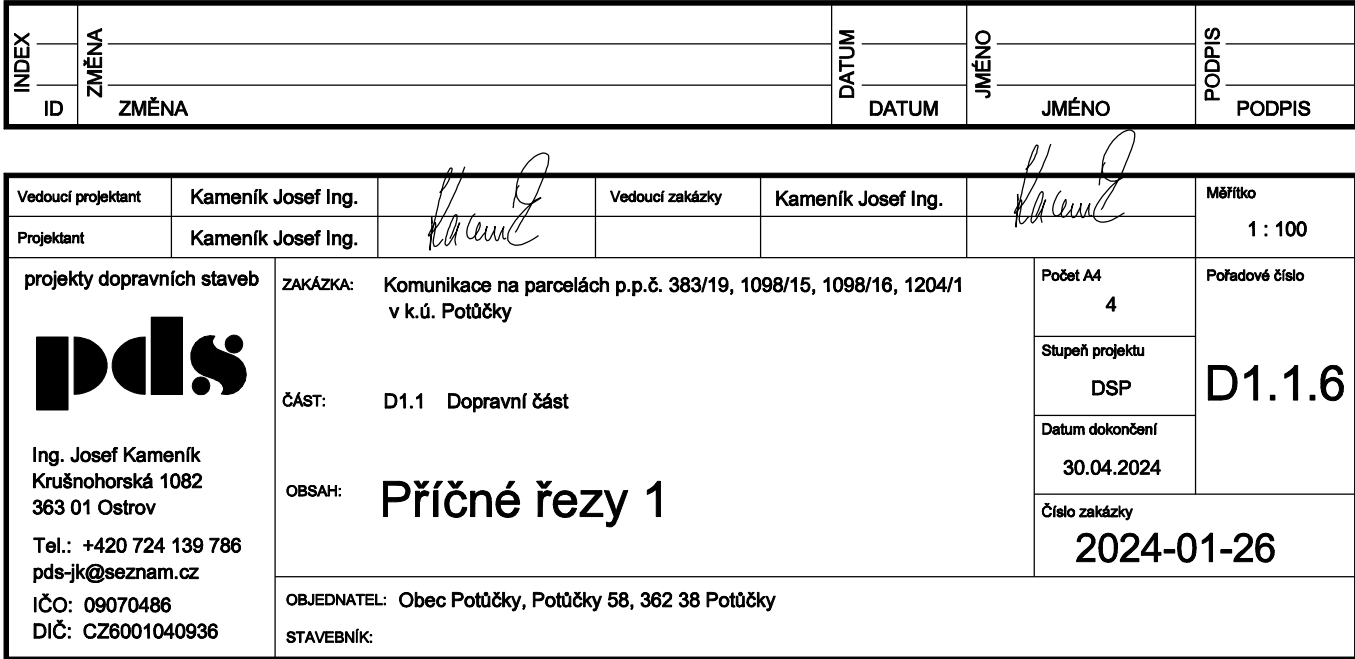 INDEX
ZMĚNA
DATUM
JMÉNO
PODPIS
ID ZMĚNA DATUM JMÉNO PODPIS
Vedoucí projektant Kameník Josef Ing. Vedoucí zakázky Kameník Josef Ing. Měřítko
1 : 100
Projektant Kameník Josef Ing.
projekty dopravních staveb
pds
Ing. Josef Kameník
Krušnohorská 1082
363 01 Ostrov
Tel.: +420 724 139 786
pds-jk@seznam.cz
IČO: 09070486
DIČ: CZ6001040936
ZAKÁZKA: Komunikace na parcelách p.p.č. 383/19, 1098/15, 1098/16, 1204/1
v k.ú. Potůčky
ČÁST: D1.1 Dopravní část
OBSAH: Příčné řezy 1
Počet A4
4
Stupeň projektu
DSP
Datum dokončení
30.04.2024
Pořadové číslo
D1.1.6
Číslo zakázky
2024-01-26
OBJEDNATEL: Obec Potůčky, Potůčky 58, 362 38 Potůčky
STAVEBNÍK: